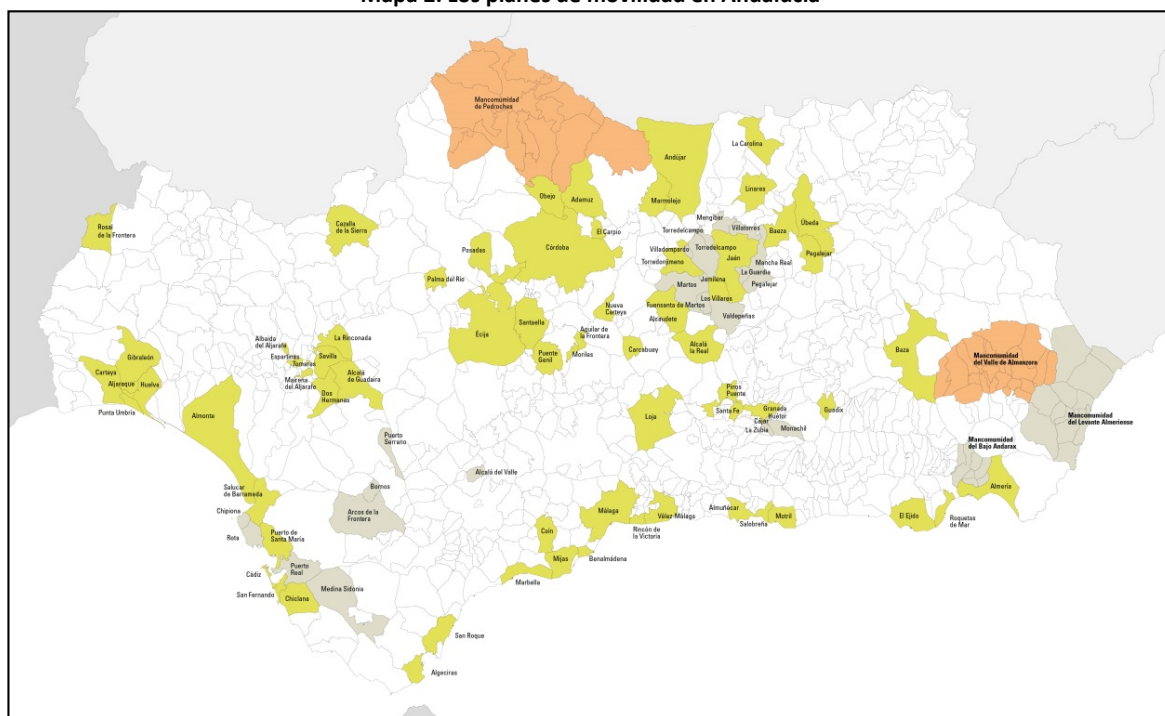 Mapa 2. Los planes de movilidad en Andalucía
Mancomunidad
de Pedroches
La Carolina
Andújar
Linares
Marmolejo
Obejo
Adamuz
Rosal
de la Frontera
Cazalla
de la Sierra
El Carpio
Mengibar
Villatorres
Baeza
Úbeda
Torredelcampo
Córdoba
Villadompardo
Torredelcampo
Torredonjimeno
Jaén
Pegalajar
Posadas
Mancha Real
La Guardia
Palma del Río
Martos
Jamilena
Pegalajar
Los Villares
Fuensanta de Martos
Nueva
Carteya
Valdepeñas
Alcaudete
Santaella
Écija
La Rinconada
Albaida
del Aljarafe
Aguilar de
la Frontera
Espartinas
Sevilla
Tomares
Gibraleón
Puente
Genil
Moriles
Carcabuey
Alcalá
la Real
Baza
Mancomunidad
del Valle de Almanzora
Cartaya
Aljaraque
Huelva
Mairena
del Aljarafe
Alcalá
de Guadaira
Dos
Hermanas
Punta Umbría
Almonte
Pinos
Puente
Loja
Santa Fe
Granada
Huétor
Cájar
La Zubia
Monachil
Guadix
Mancomunidad
del Levante Almeriense
Puerto
Serrano
Mancomunidad
del Bajo Andarax
Alcalá del Valle
Bornos
Salucar
de Barrameda
Arcos de la
Frontera
Almería
Chipiona
Málaga
Vélez Málaga
Almuñecar
Motril
El Ejido
Salobreña
Roquetas
de Mar
Rincón
de la Victoria
Rota
Puerto de
Santa María
Coín
Benalmádena
Mijas
Puerto
Real
Cádiz
Marbella
Medina Sidonia
San Fernando
Chiclana
San Roque
Algeciras